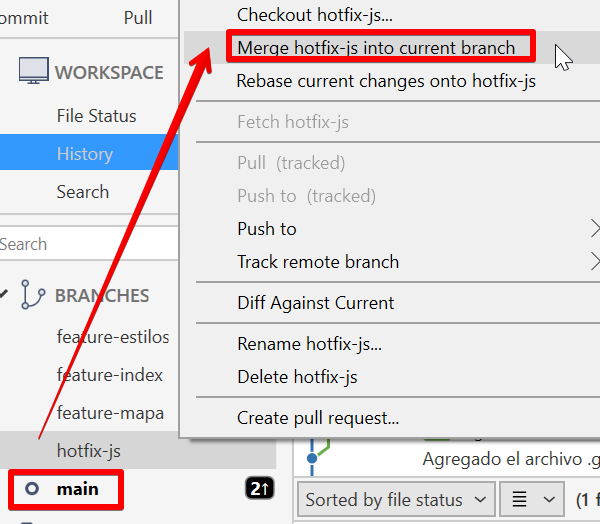 ommit
Pull
WORKSPACE
File Status
History
Search
Search
BRANCHES
feature-estilos
feature-index
feature-mapa
hotfix-js
main
2↑
Checkout hotfix-js...
Merge hotfix-js into current branch
Rebase current changes onto hotfix-js
Fetch hotfix-js
Pull (tracked)
Push to (tracked)
Push to
Track remote branch
Diff Against Current
Rename hotfix-js...
Delete hotfix-js
Create pull request...
Agregado el archivo .g
Sorted by file status
(1 f